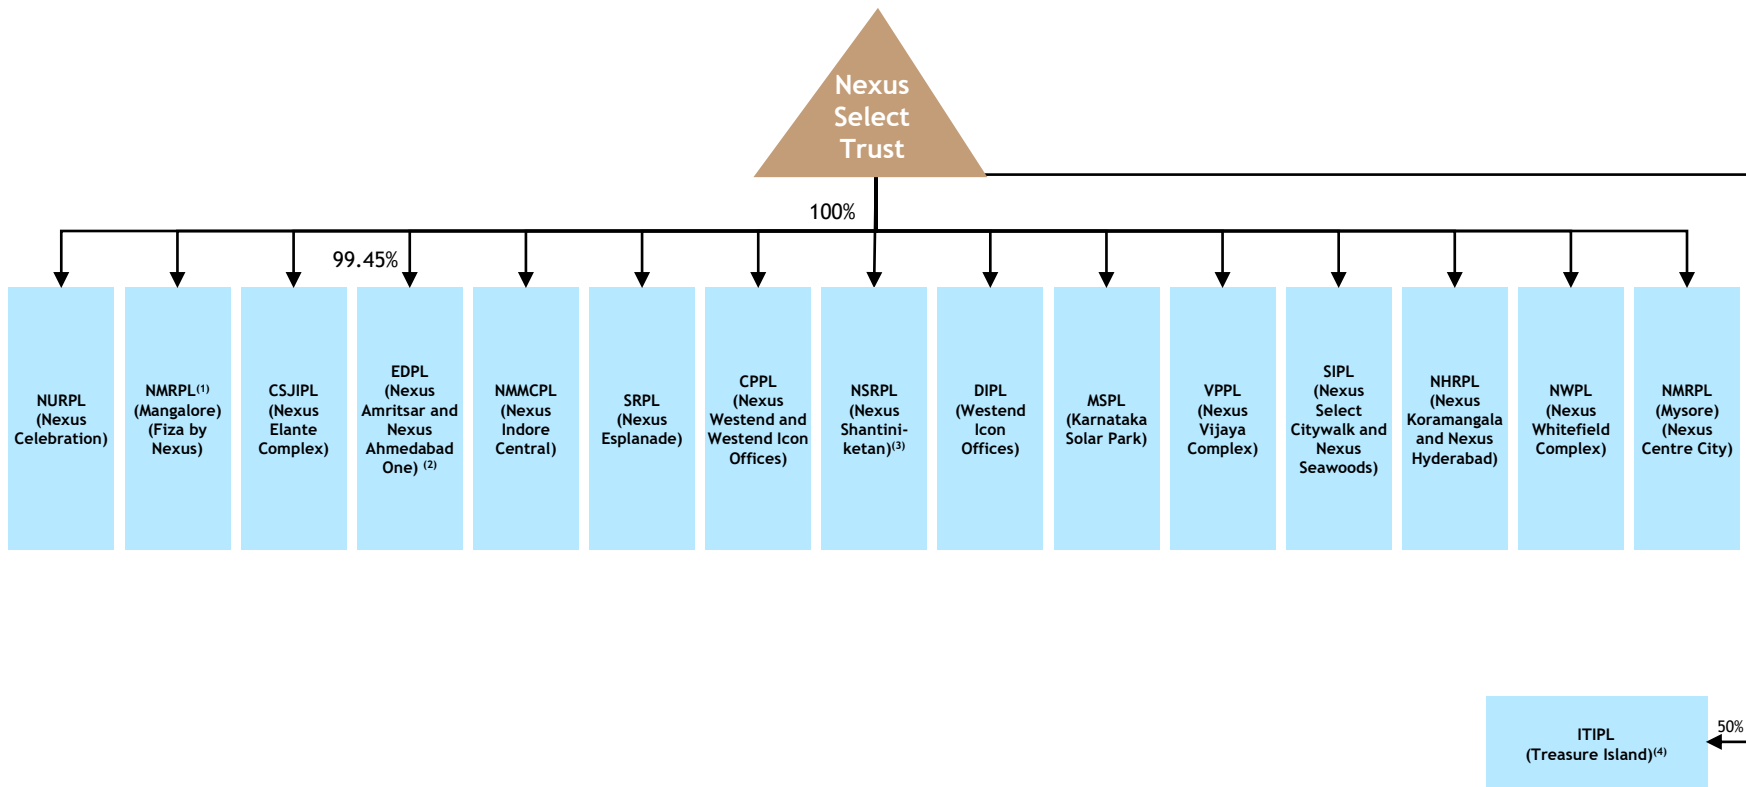 Nexus
Select
Trust
100%
99.45%
NURPL
(Nexus
Celebration)
NMRPL(1)
(Mangalore)
(Fiza by
Nexus)
CSJIPL
(Nexus
Elante
Complex)
EDPL
(Nexus
Amritsar and
Nexus
Ahmedabad
One) (2)
NMMCPL
(Nexus
Indore
Central)
SRPL
(Nexus
Esplanade)
CPPL
(Nexus
Westend and
Westend Icon
Offices)
NSRPL
(Nexus
Shantini-
ketan)(3)
DIPL
(Westend
Icon
Offices)
MSPL
(Karnataka
Solar Park)
VPPL
(Nexus
Vijaya
Complex)
SIPL
(Nexus
Select
Citywalk and
Nexus
Seawoods)
NHRPL
(Nexus
Koramangala
and Nexus
Hyderabad)
NWPL
(Nexus
Whitefield
Complex)
NMRPL
(Mysore)
(Nexus
Centre City)
50%
ITIPL
(Treasure Island)(4)